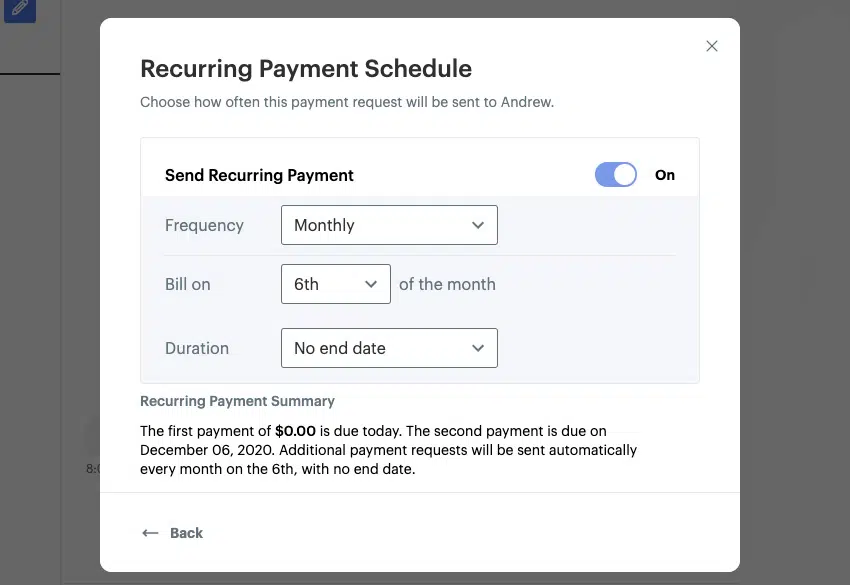 Recurring Payment Schedule
Choose how often this payment request will be sent to Andrew.
Send Recurring Payment On
Frequency Monthly
Bill on 6th of the month
Duration No end date
Recurring Payment Summary
The first payment of $0.00 is due today. The second payment is due on
December 06, 2020. Additional payment requests will be sent automatically
every month on the 6th, with no end date.
Back